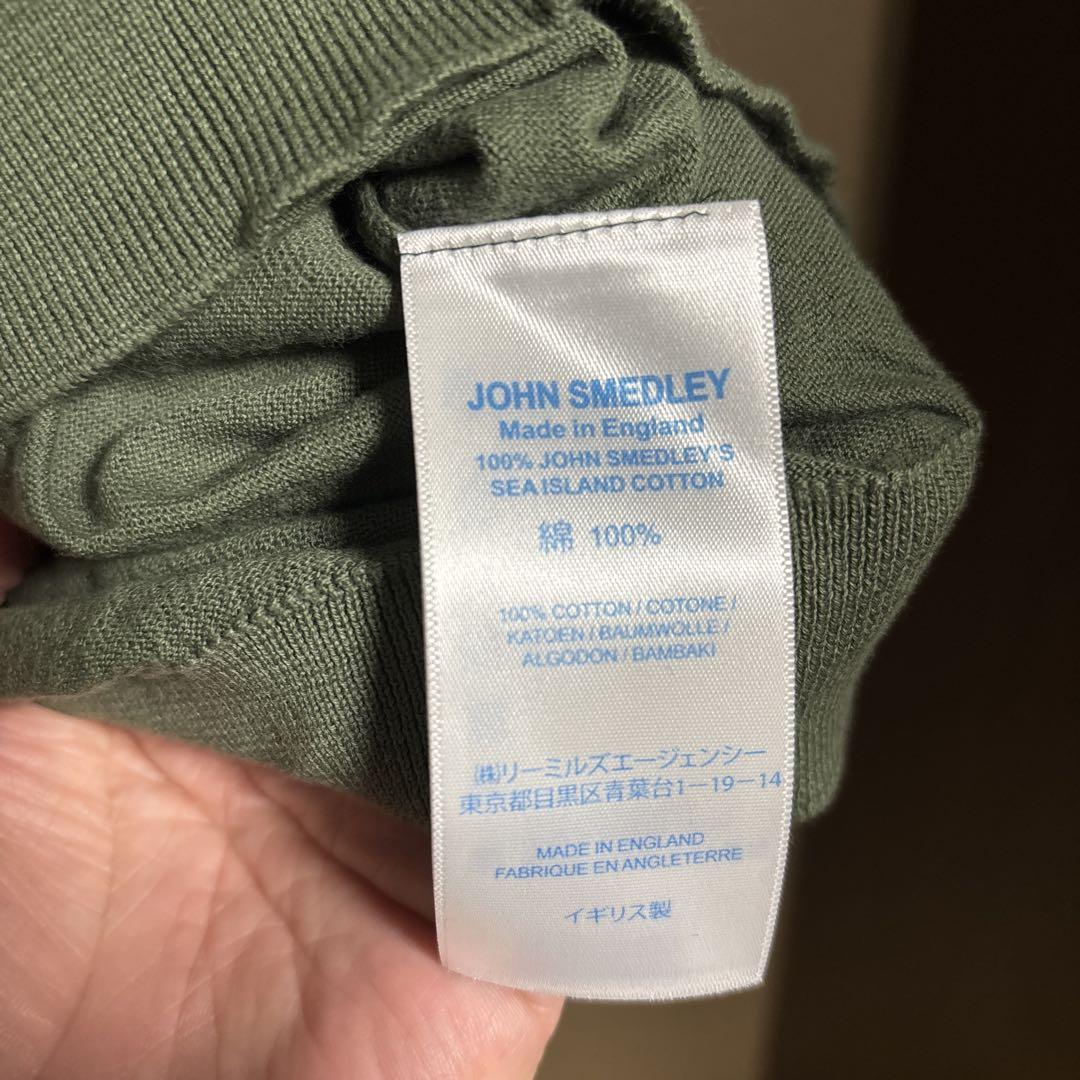 JOHN SMEDLEY
Made in England
100% JOHN SMEDLEY'S
SEA ISLAND COTTON
綿 100%
100% COTTON / COTONE /
KATOEN / BAUMWOLLE /
ALGODON / BAMBAKI
㈱リーミルズエージェンシー
東京都目黒区青葉台1-19-14
MADE IN ENGLAND
FABRIQUE EN ANGLETERRE
イギリス製